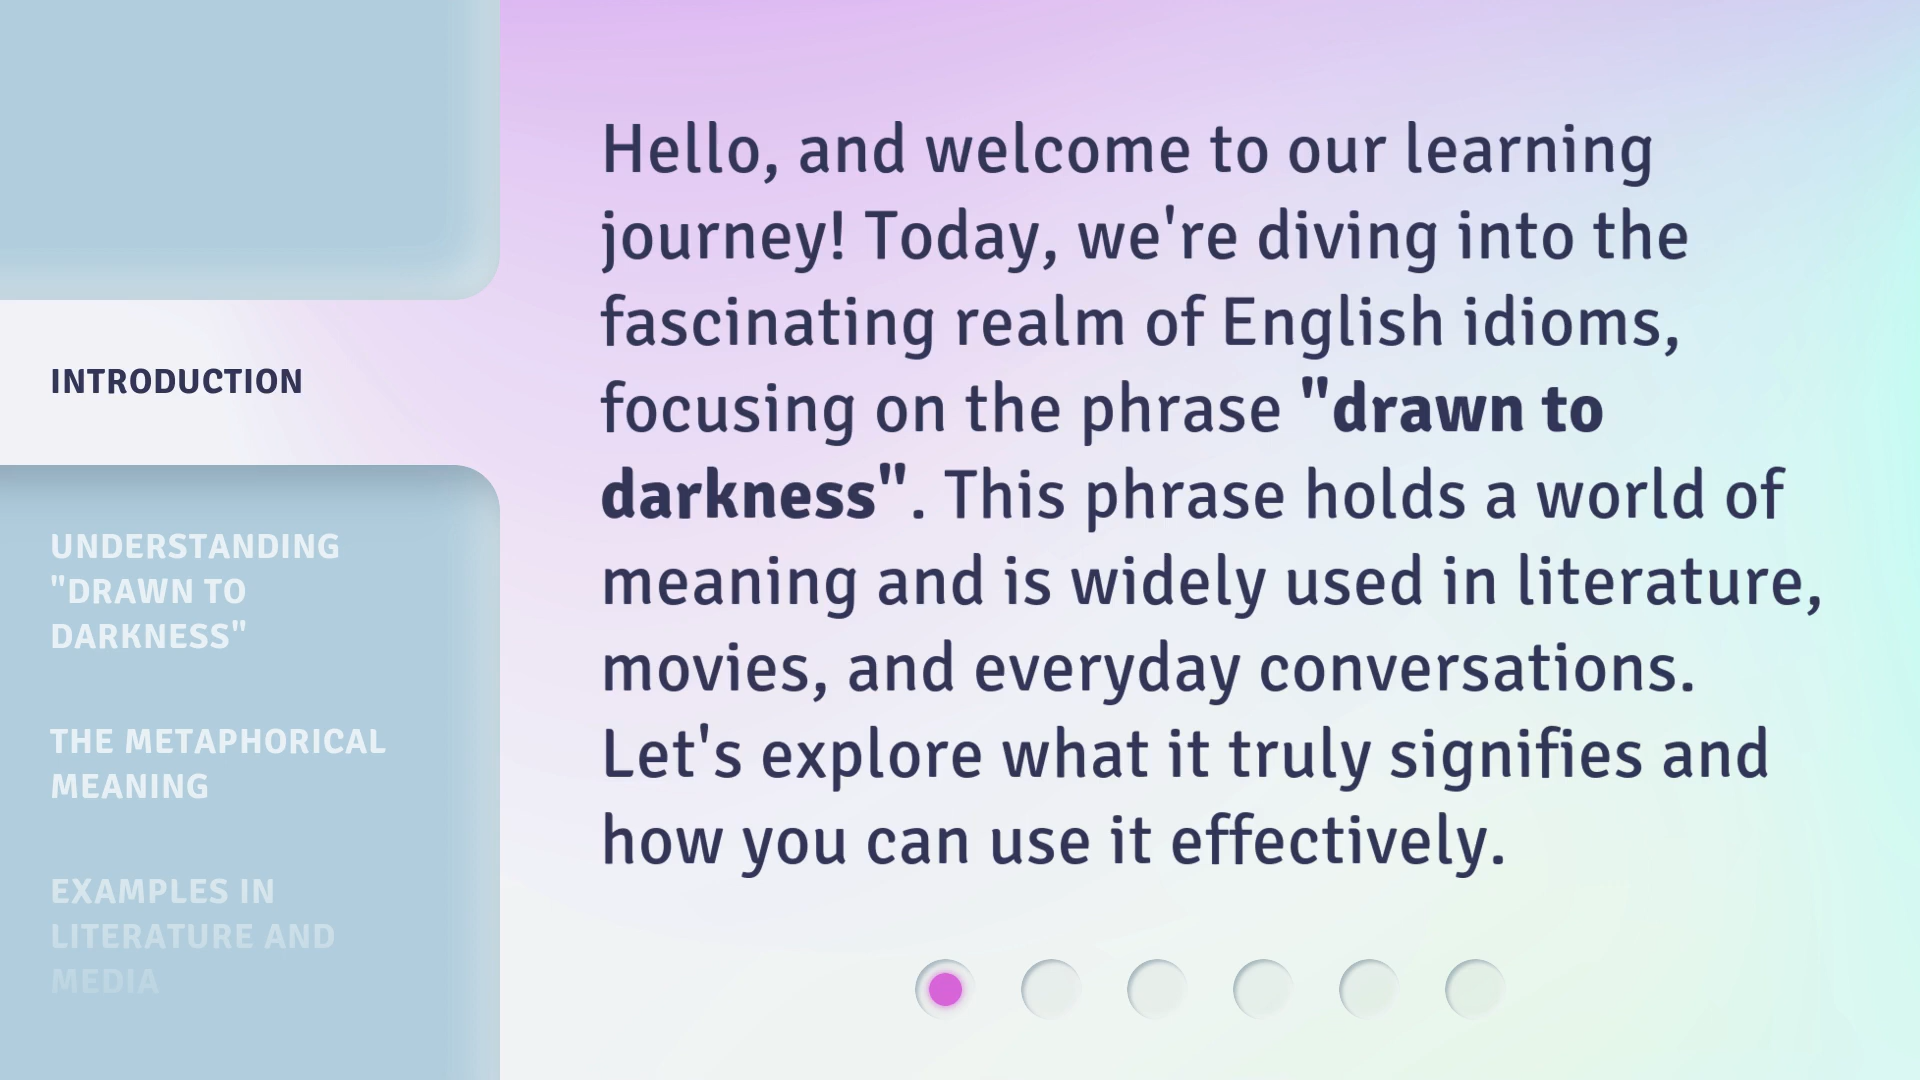 INTRODUCTION
UNDERSTANDING
"DRAWN TO
DARKNESS"
THE METAPHORICAL
MEANING
EXAMPLES IN
LITERATURE AND
MEDIA
Hello, and welcome to our learning
journey! Today, we're diving into the
fascinating realm of English idioms,
focusing on the phrase "drawn to
darkness". This phrase holds a world of
meaning and is widely used in literature,
movies, and everyday conversations.
Let's explore what it truly signifies and
how you can use it effectively.